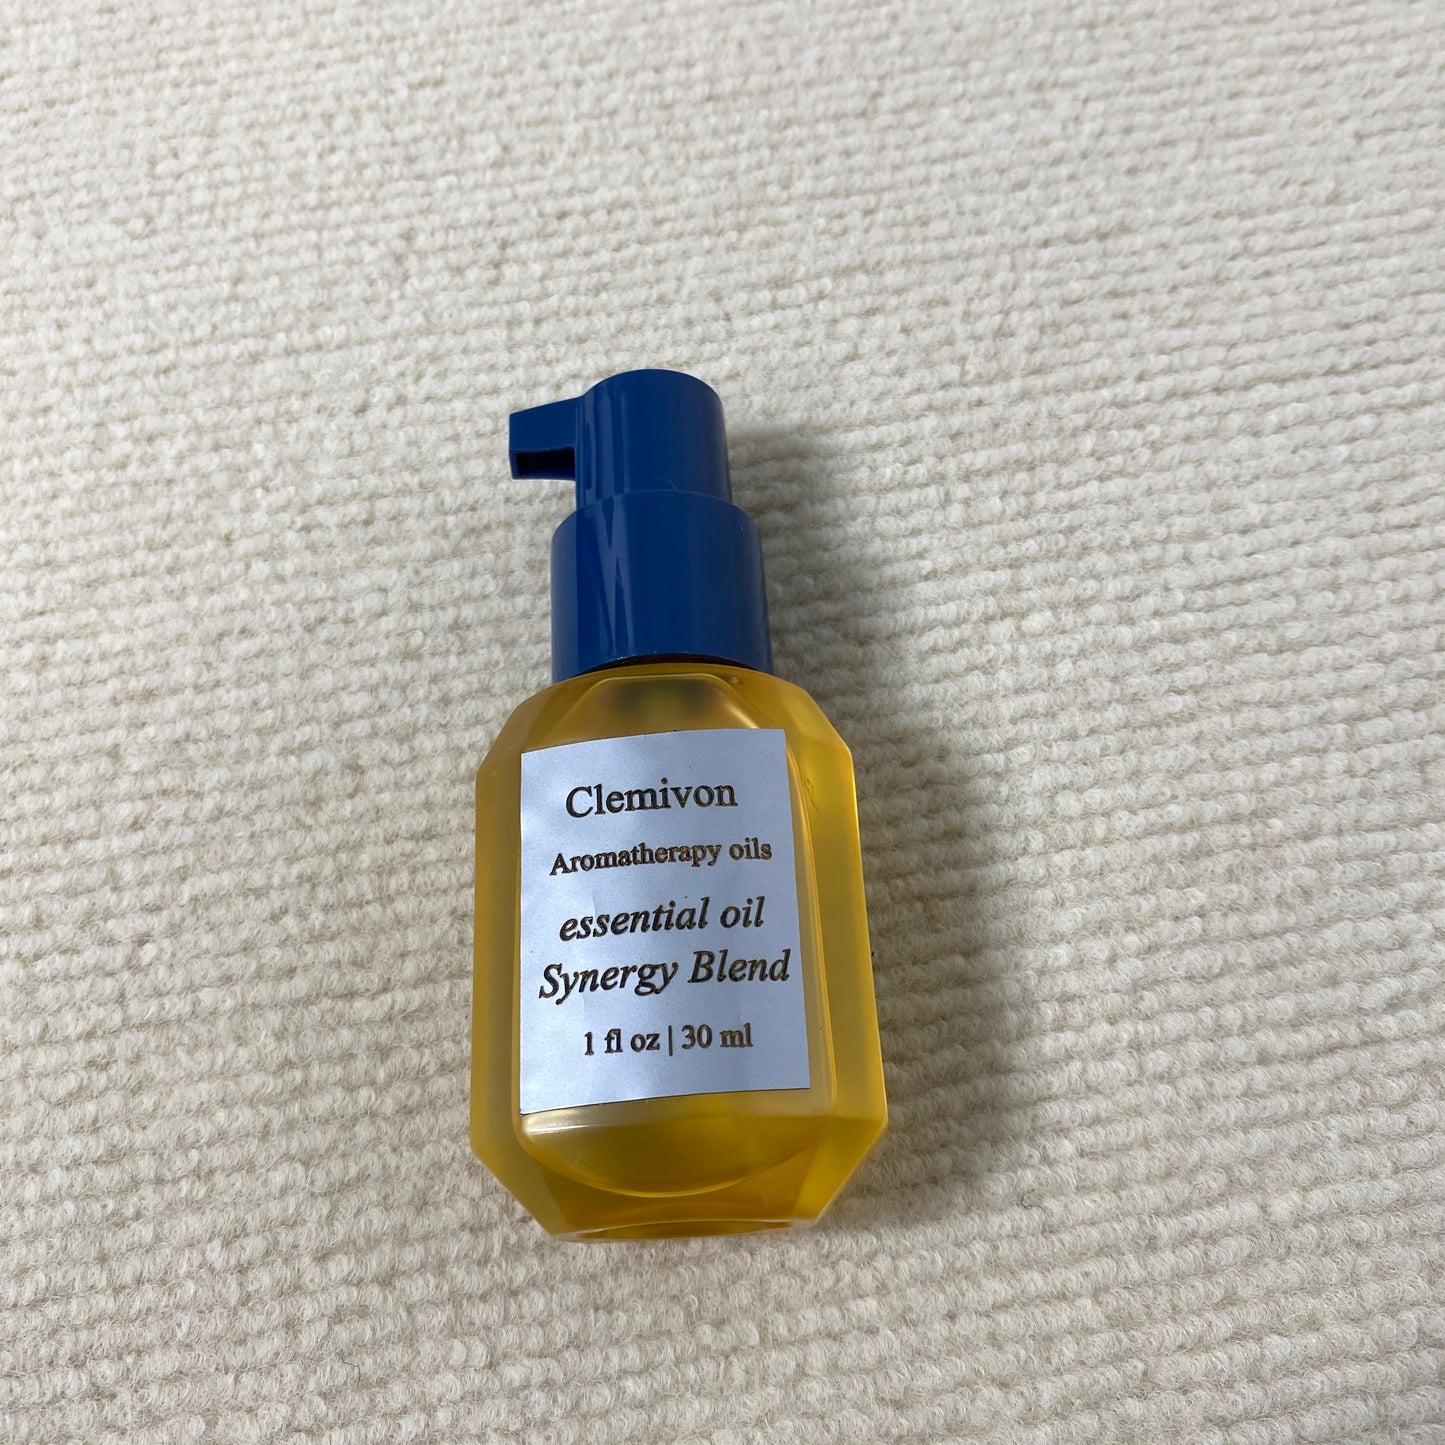 Clemivon
Aromatherapy oils
essential oil
Synergy Blend
1 fl oz | 30 ml